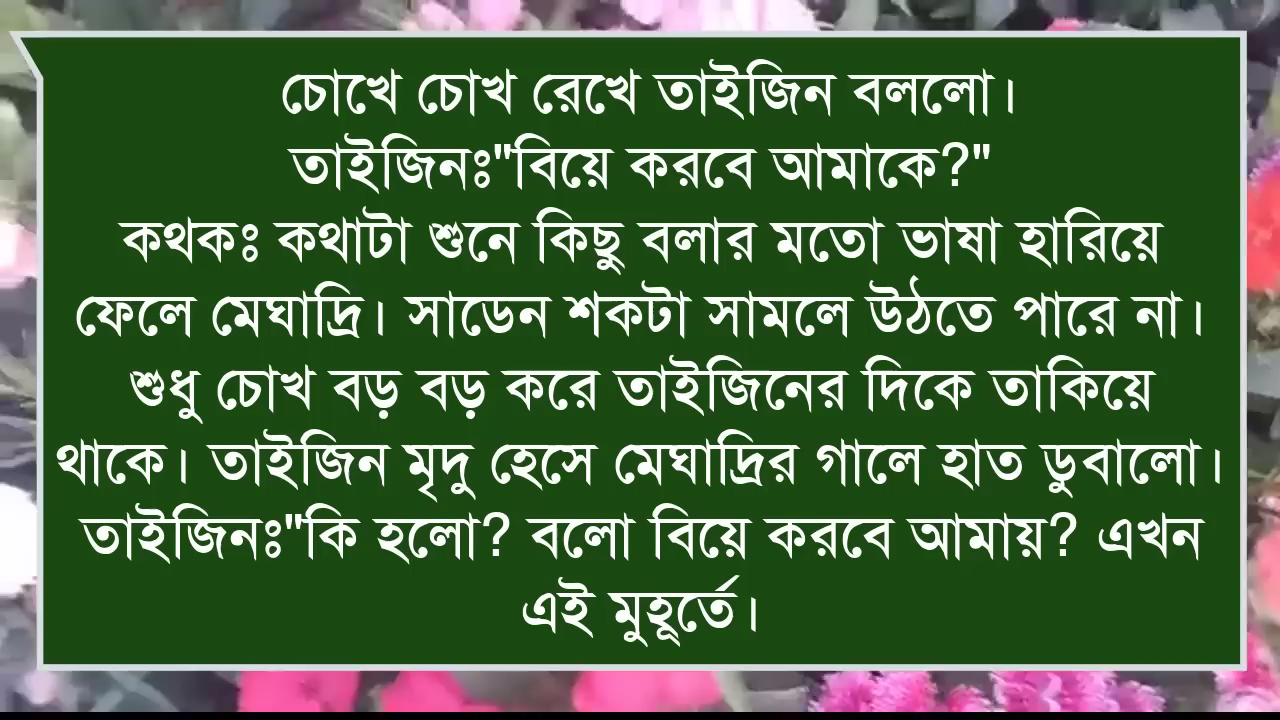 চোখে চোখ রেখে তাইজিন বললো।
তাইজিনঃ"বিয়ে করবে আমাকে?"
কথকঃ কথাটা শুনে কিছু বলার মতো ভাষা হারিয়ে
ফেলে মেঘাদ্রি। সাডেন শকটা সামলে উঠতে পারে না।
শুধু চোখ বড় বড় করে তাইজিনের দিকে তাকিয়ে
থাকে। তাইজিন মৃদু হেসে মেঘাদ্রির গালে হাত ডুবালো।
তাইজিনঃ"কি হলো? বলো বিয়ে করবে আমায়? এখন
এই মুহূর্তে।